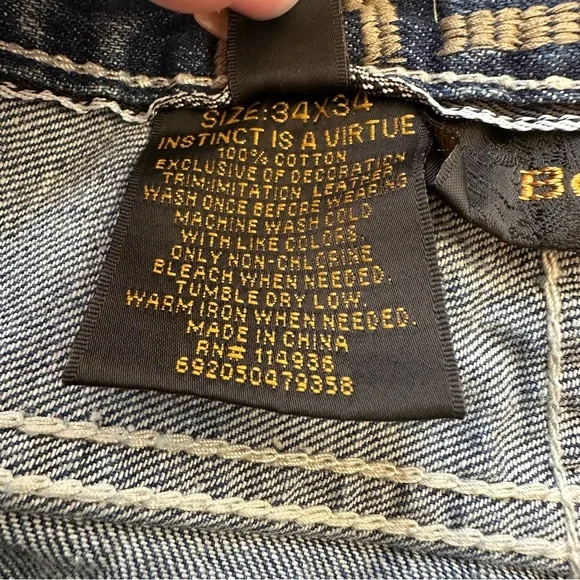 SIZE:34X34
INSTINCT IS A VIRTUE
100% COTTON
EXCLUSIVE OF DECORATION
TRIM:IMITATION LEATHER
WASH ONCE BEFORE WEARING
MACHINE WASH COLD
WITH LIKE COLORS
ONLY NON-CHLORINE
BLEACH WHEN NEEDED.
TUMBLE DRY LOW.
WARM IRON WHEN NEEDED.
MADE IN CHINA
RN# 114936
692050479358